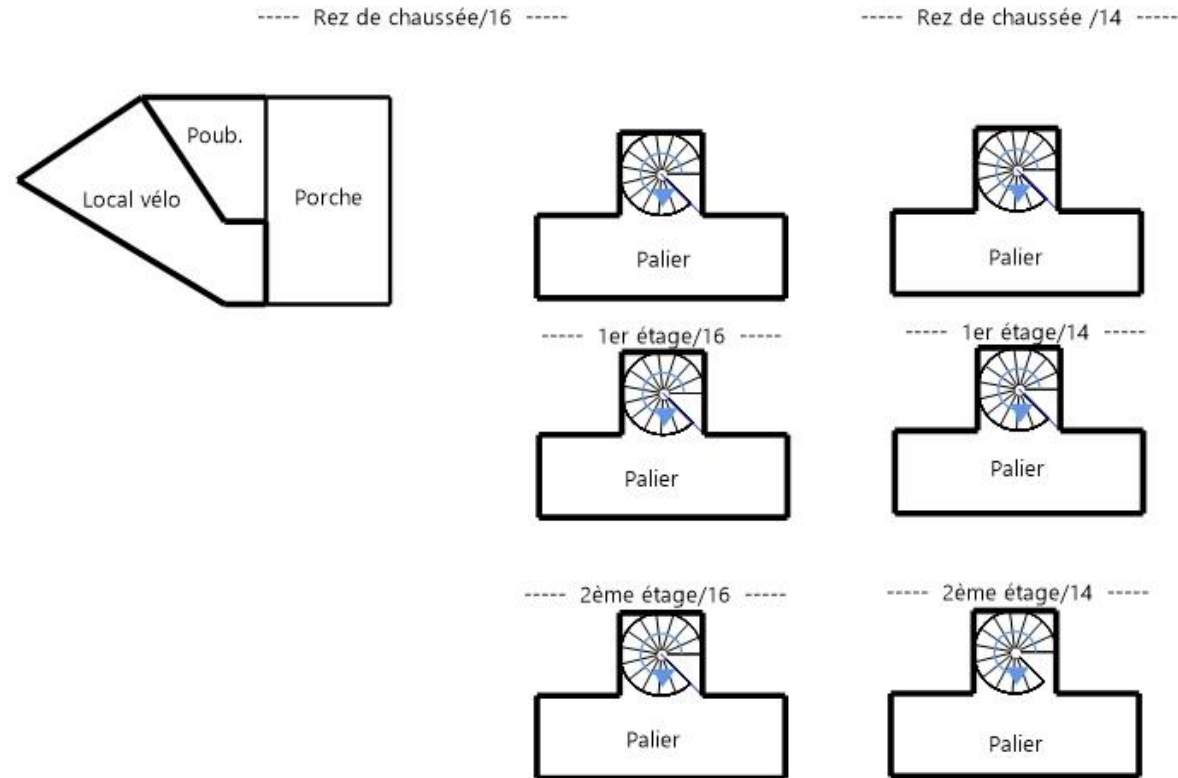 ----- Rez de chaussée/16 -----
----- Rez de chaussée /14 -----
Poub.
Local vélo
Porche
Palier
Palier
----- 1er étage/16 -----
----- 1er étage/14 -----
Palier
Palier
----- 2ème étage/16 -----
----- 2ème étage/14 -----
Palier
Palier